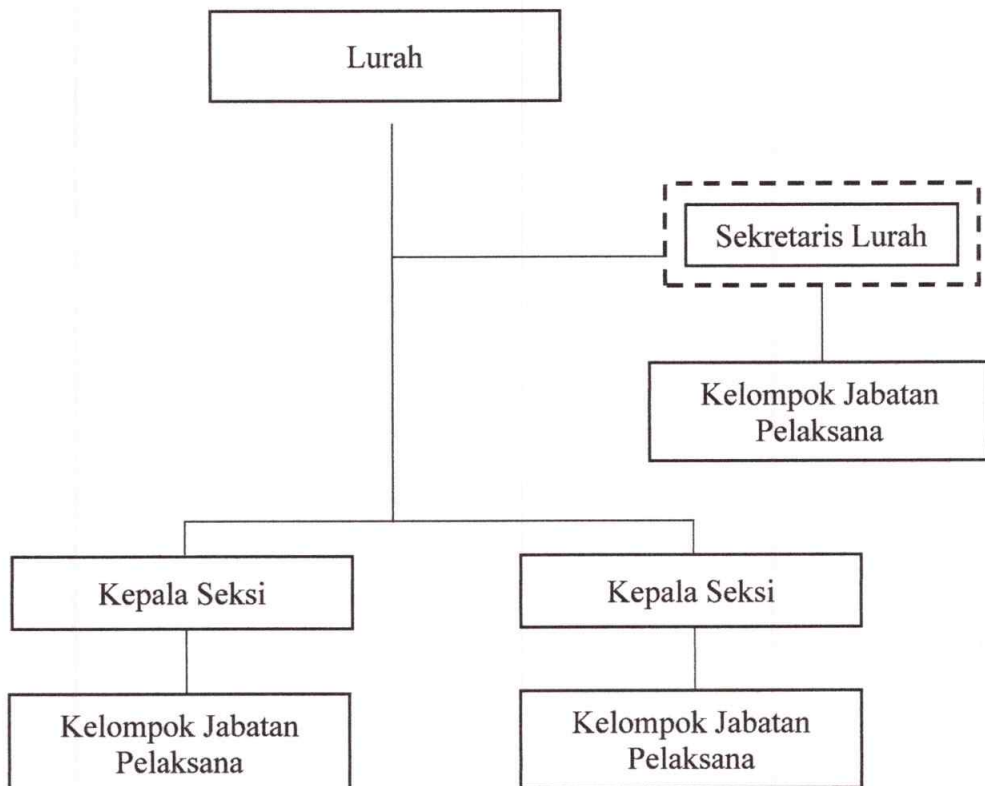 Lurah
Sekretaris Lurah
Kelompok Jabatan
Pelaksana
Kepala Seksi
Kepala Seksi
Kelompok Jabatan
Pelaksana
Kelompok Jabatan
Pelaksana